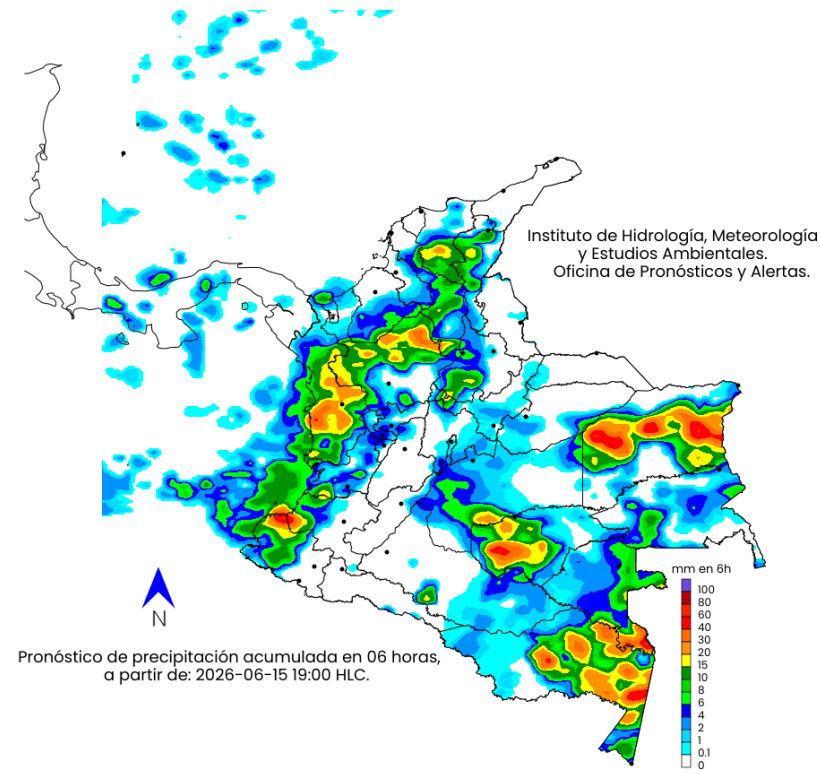 Instituto de Hidrología, Meteorología
y Estudios Ambientales.
Oficina de Pronósticos y Alertas.
mm en 6h
100
80
60
40
30
20
15
10
8
6
4
2
1
0.1
0
N
Pronóstico de precipitación acumulada en 06 horas,
a partir de: 2026-06-15 19:00 HLC.